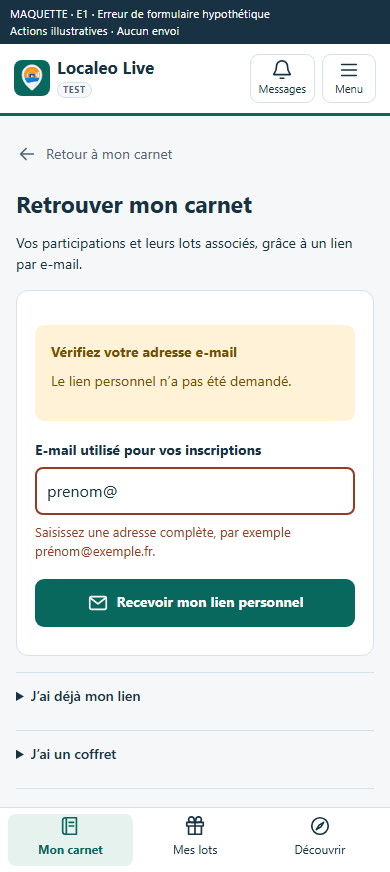 MAQUETTE · E1 · Erreur de formulaire hypothétique
Actions illustratives · Aucun envoi
Localeo Live
TEST
Messages
Menu
Retour à mon carnet
Retrouver mon carnet
Vos participations et leurs lots associés, grâce à un lien
par e-mail.
Vérifiez votre adresse e-mail
Le lien personnel n’a pas été demandé.
E-mail utilisé pour vos inscriptions
prenom@
Saisissez une adresse complète, par exemple
prénom@exemple.fr.
Recevoir mon lien personnel
J’ai déjà mon lien
J’ai un coffret
Mon carnet
Mes lots
Découvrir